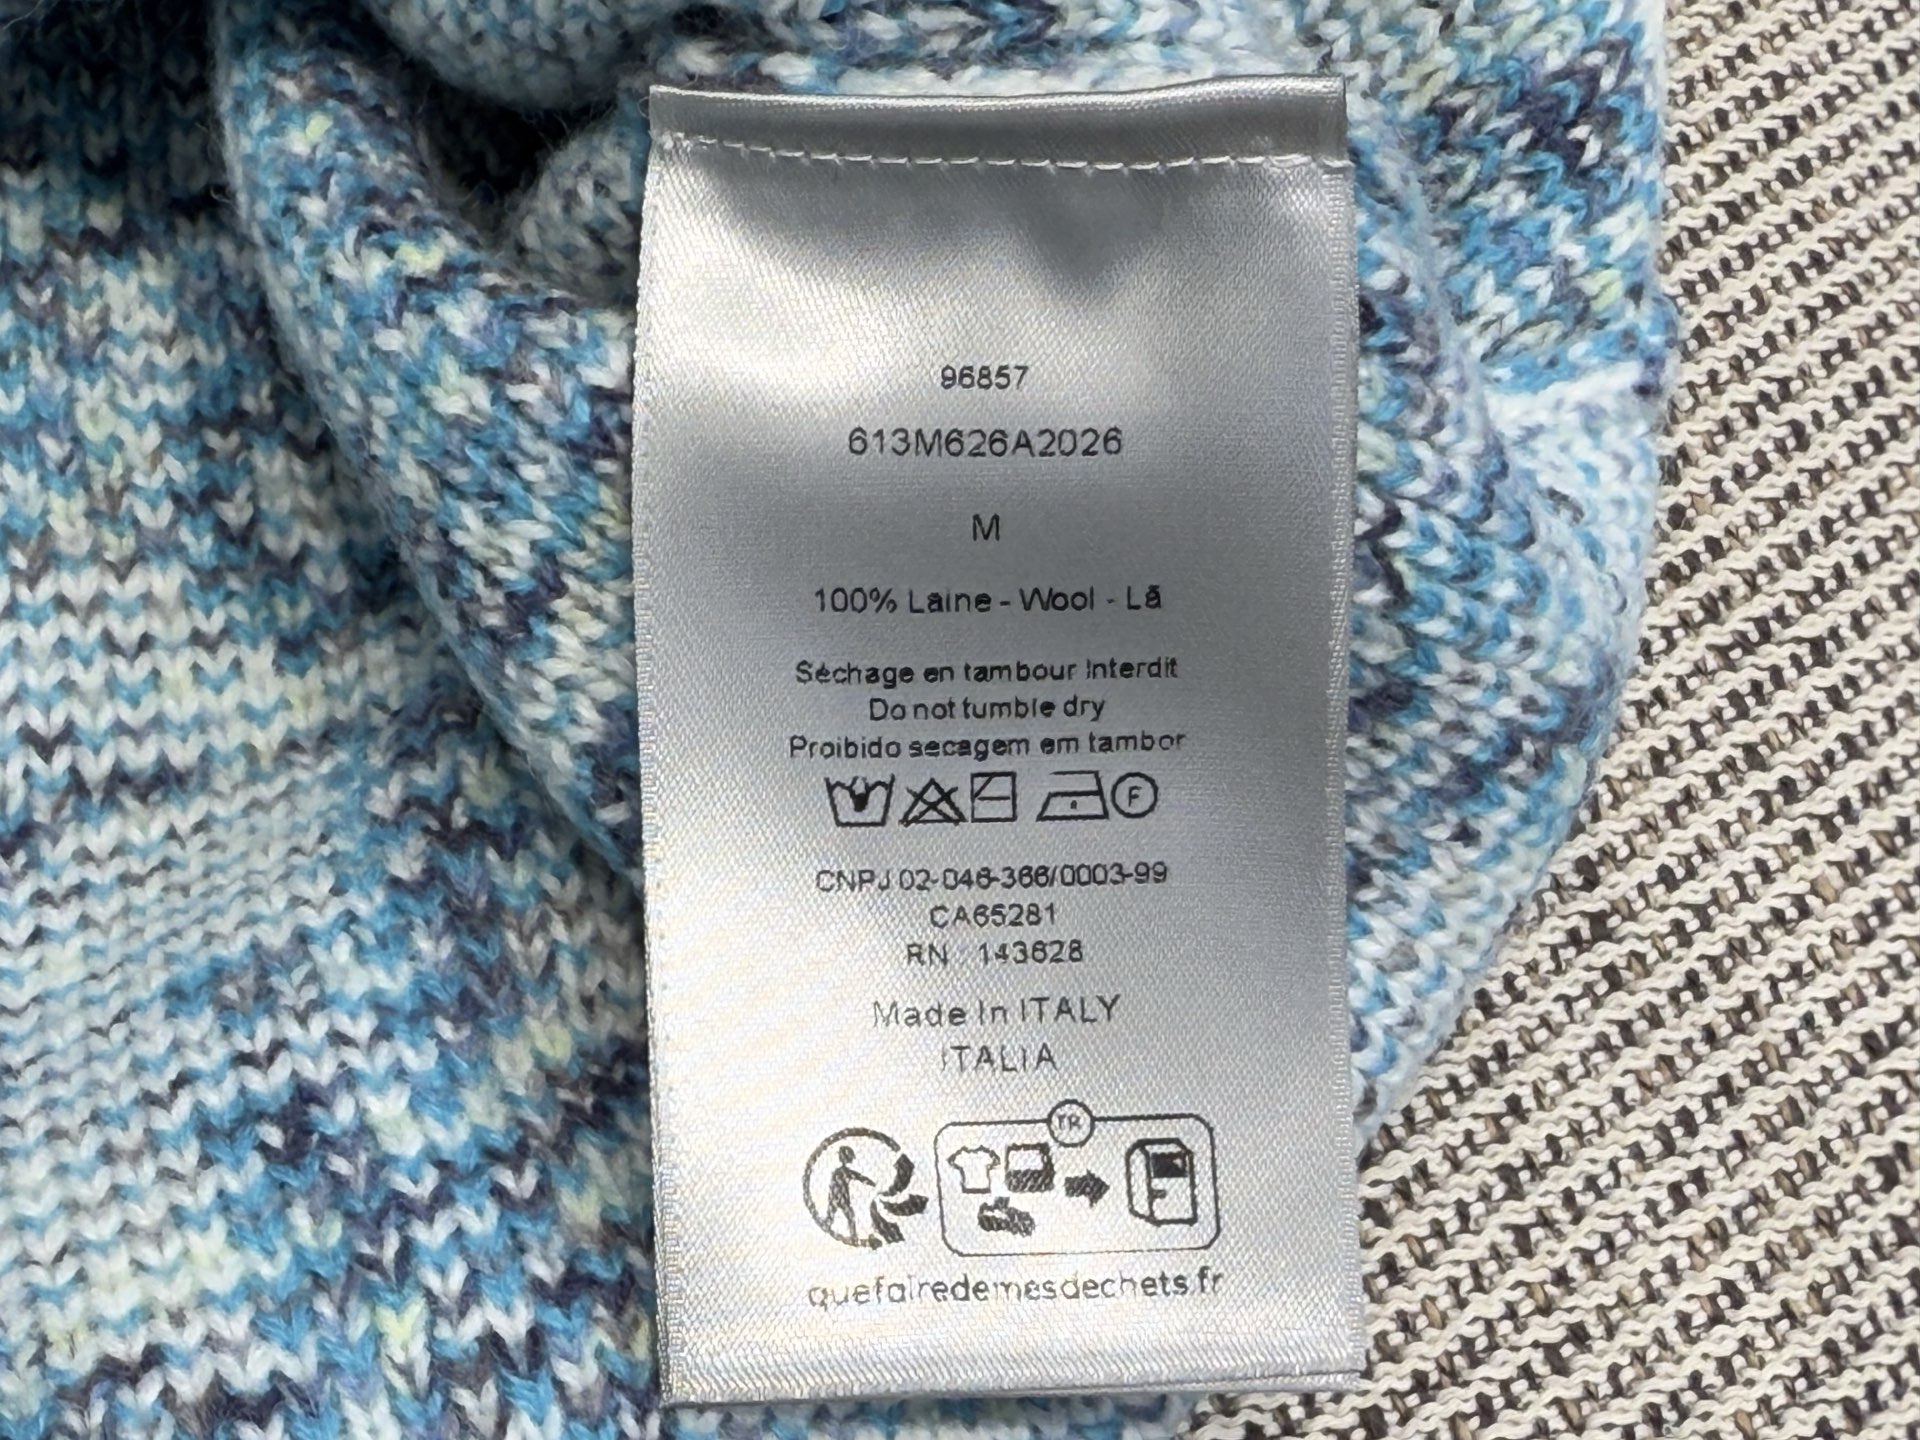 96857
613M626A2026
M
100% Laine - Wool - Lã
Séchage en tambour Interdit
Do not tumble dry
Proibido secagem em tambor
F
CNPJ 02-046-366/0003-99
CA65281
RN : 143628
Made In ITALY
ITALIA
TR
quefairedemesdechets.fr